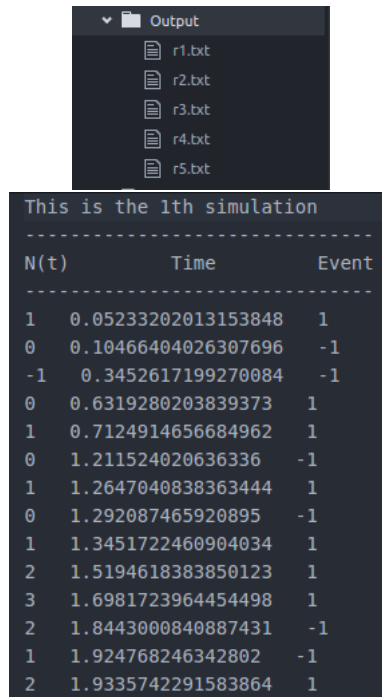 Output
r1.txt
r2.txt
r3.txt
r4.txt
r5.txt
This is the 1th simulation
-------------------------------
N(t) Time Event
-------------------------------
1 0.05233202013153848 1
0 0.10466404026307696 -1
-1 0.3452617199270084 -1
0 0.6319280203839373 1
1 0.7124914656684962 1
0 1.211524020636336 -1
1 1.2647040838363444 1
0 1.292087465920895 -1
1 1.3451722460904034 1
2 1.5194618383850123 1
3 1.6981723964454498 1
2 1.8443000840887431 -1
1 1.924768246342802 -1
2 1.9335742291583864 1